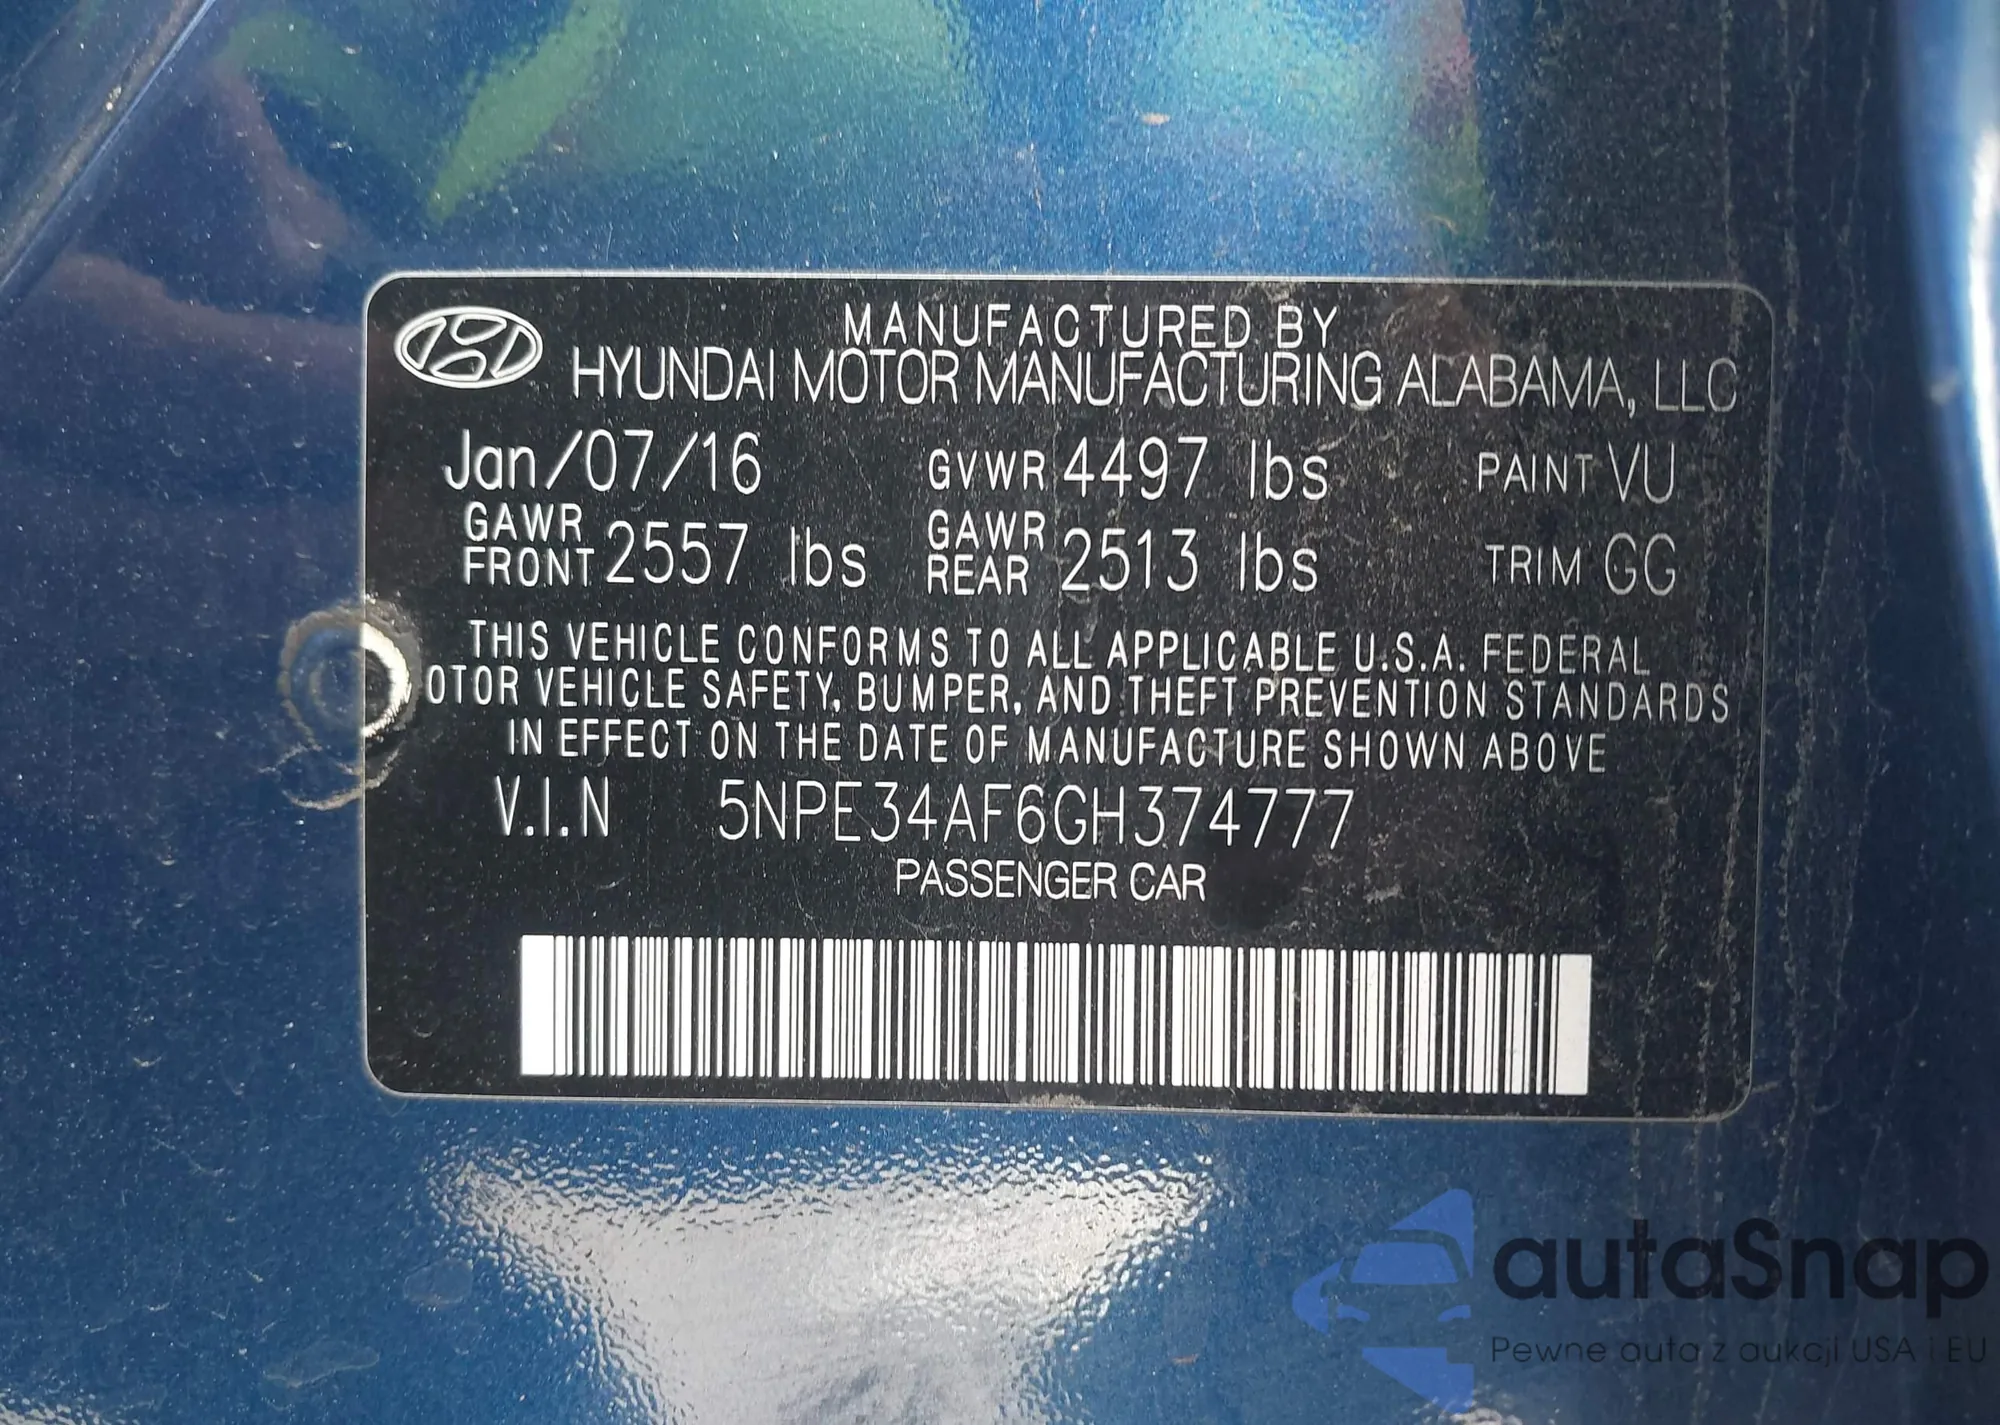 MANUFACTURED BY
HYUNDAI MOTOR MANUFACTURING ALABAMA, LLC
Jan/07/16 GVWR 4497 lbs PAINT VU
GAWR FRONT 2557 lbs GAWR REAR 2513 lbs TRIM GG
THIS VEHICLE CONFORMS TO ALL APPLICABLE U.S.A. FEDERAL
OTOR VEHICLE SAFETY, BUMPER, AND THEFT PREVENTION STANDARDS
IN EFFECT ON THE DATE OF MANUFACTURE SHOWN ABOVE
V.I.N 5NPE34AF6GH374777
PASSENGER CAR
autaSnap
Pewne auta z aukcji USA i EU